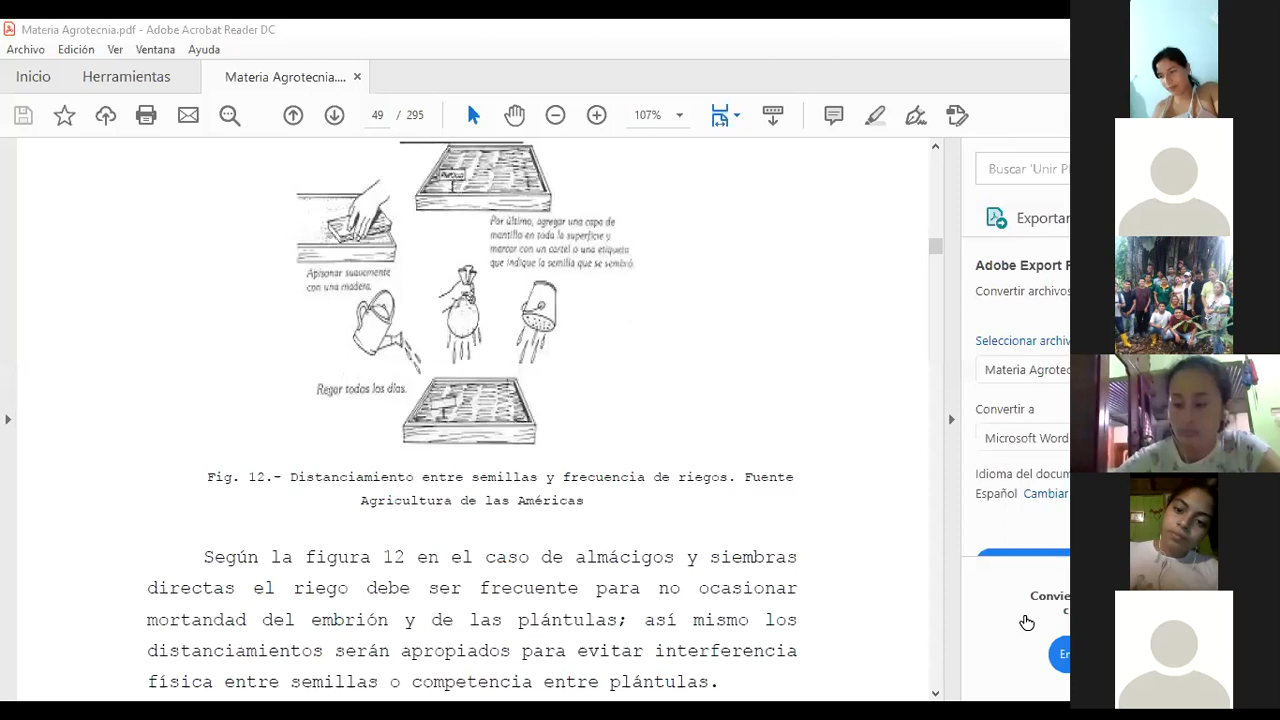 Materia Agrotecnia.pdf - Adobe Acrobat Reader DC
Archivo Edición Ver Ventana Ayuda
Inicio Herramientas Materia Agrotecnia.... ×
49 / 295 107%
Por último, agregar una capa de
mantillo en toda la superficie y
marcar con un cartel o una etiqueta
que indique la semilla que se sembró.
Apisonar suavemente
con una madera.
Regar todos los días.
Fig. 12.- Distanciamiento entre semillas y frecuencia de riegos. Fuente
Agricultura de las Américas
Según la figura 12 en el caso de almácigos y siembras
directas el riego debe ser frecuente para no ocasionar
mortandad del embrión y de las plántulas; así mismo los
distanciamientos serán apropiados para evitar interferencia
física entre semillas o competencia entre plántulas.
Buscar 'Unir P
Exportar
Adobe Export
Convertir archivos
Seleccionar archiv
Materia Agrotec
Convertir a
Microsoft Word
Idioma del docum
Español Cambiar
Convie
c
En